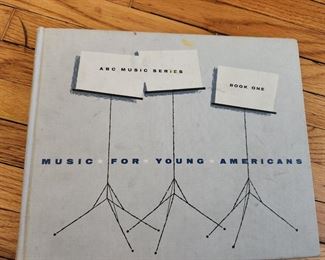 ABC MUSIC SERIES
BOOK ONE
MUSIC FOR YOUNG AMERICANS